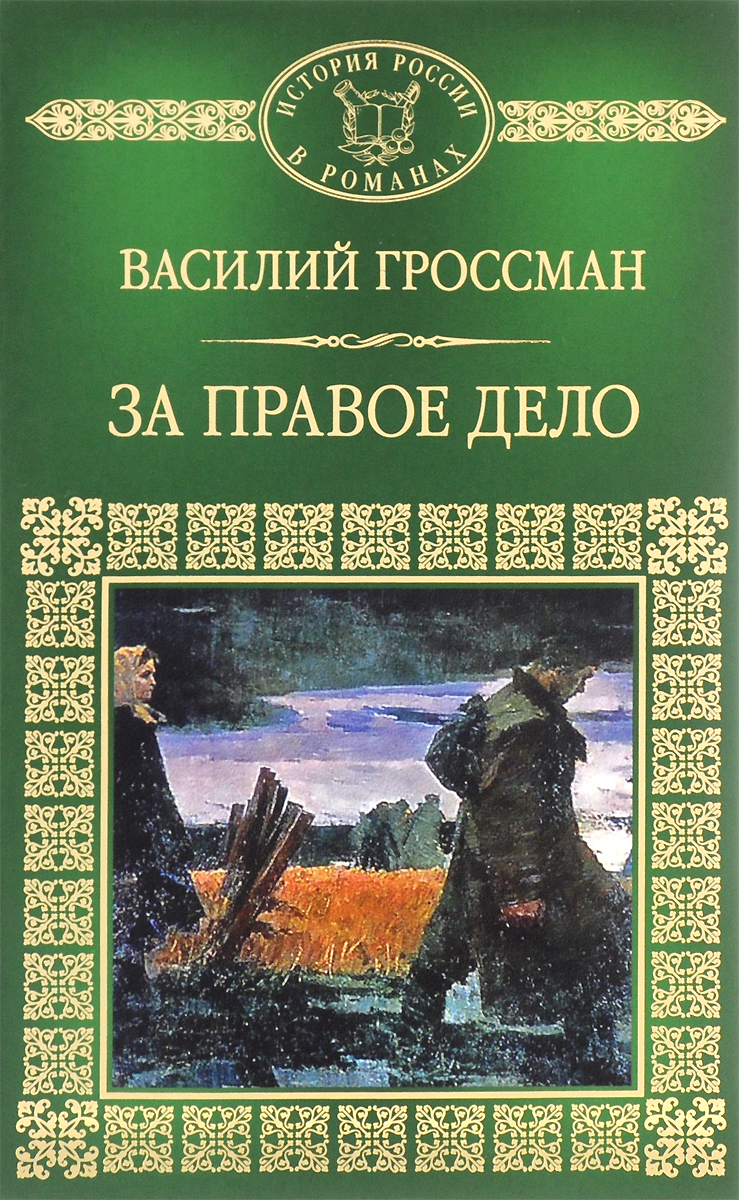 ИСТОРИЯ РОССИИ
В РОМАНАХ
ВАСИЛИЙ ГРОССМАН
ЗА ПРАВОЕ ДЕЛО